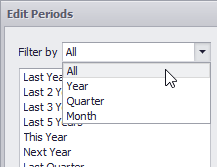 Edit Periods
Filter by All
All
Year
Quarter
Month
Last Year
Last 2 Y
Last 3 Y
Last 5 Years
This Year
Next Year
Last Quarter